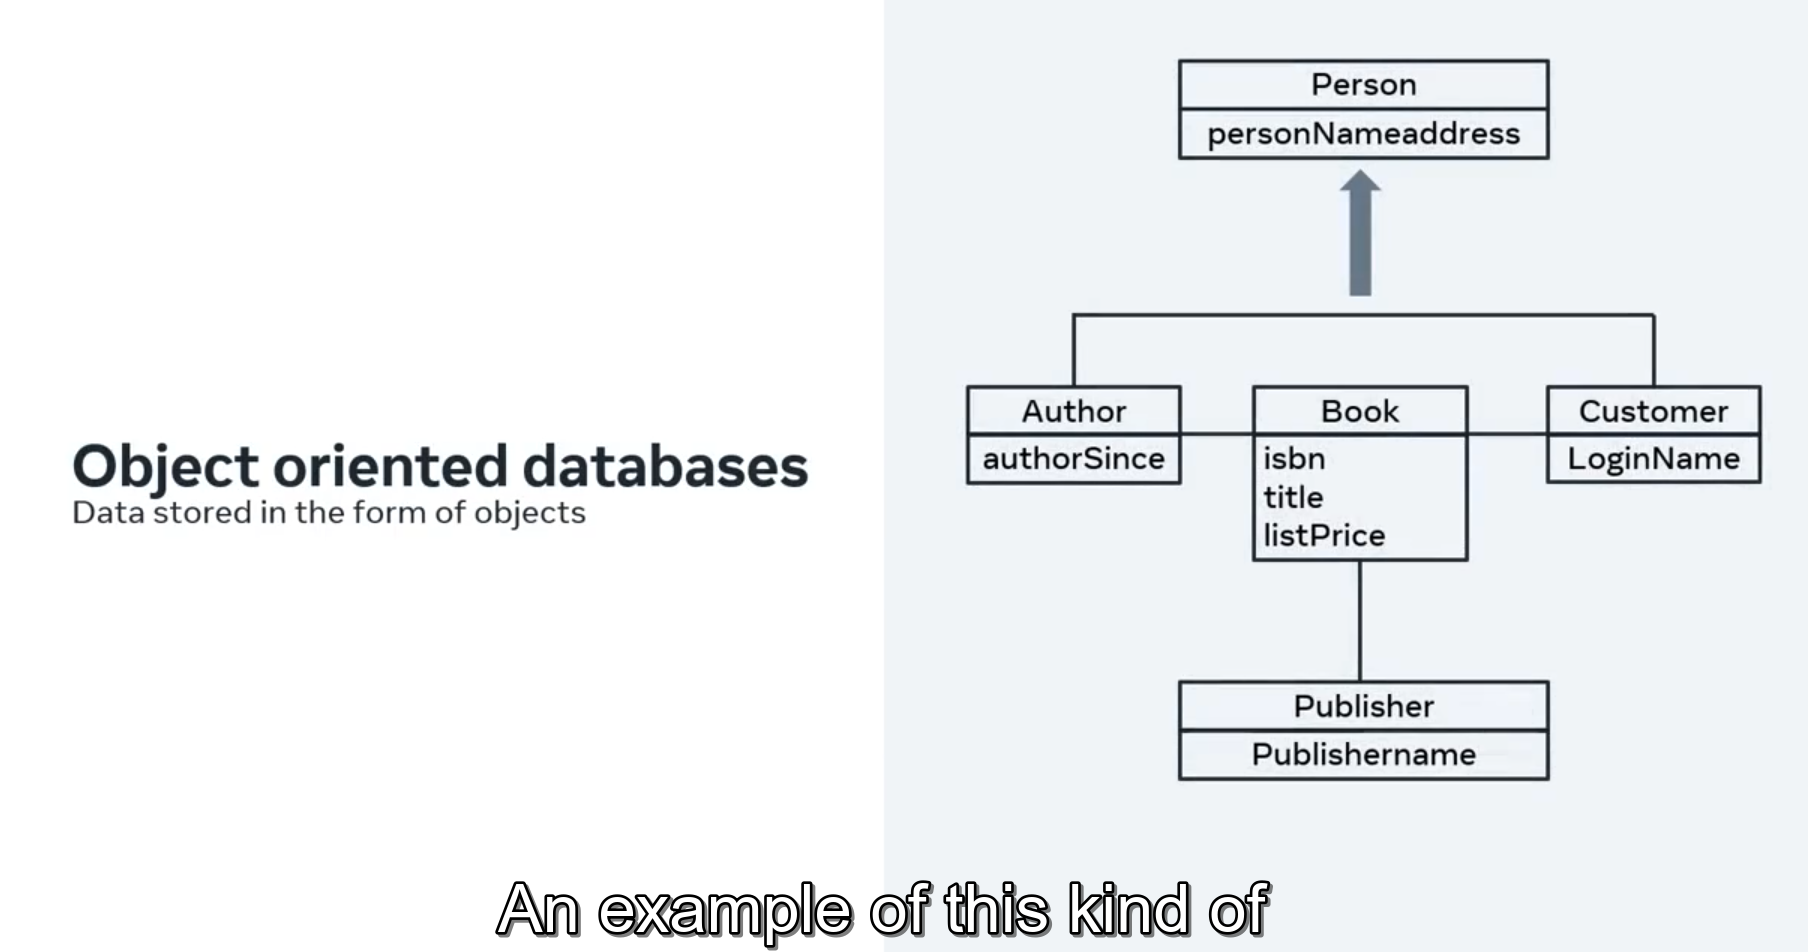 Object oriented databases
Data stored in the form of objects
Person
personNameaddress
Author
authorSince
Book
isbn
title
listPrice
Customer
LoginName
Publisher
Publishername
An example of this kind of